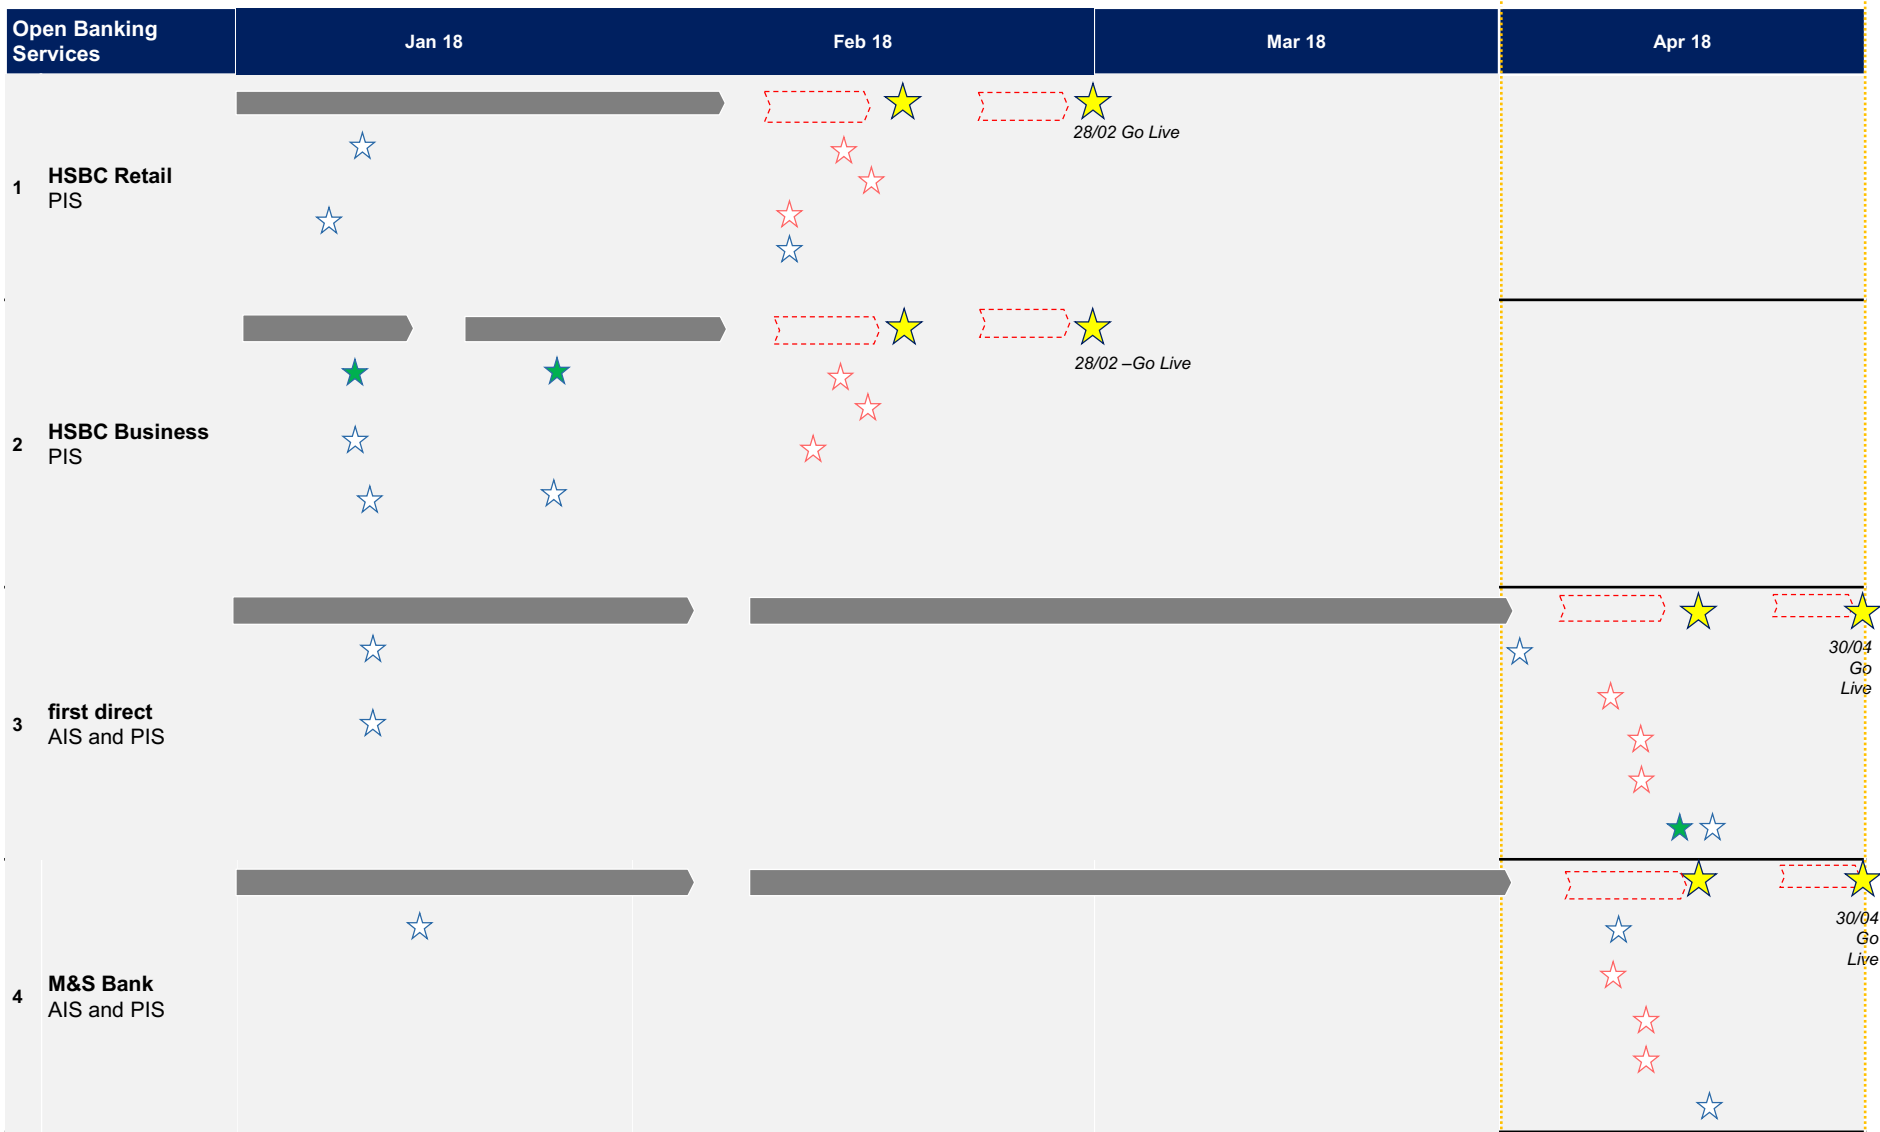 Open Banking
Services
Jan 18
Feb 18
Mar 18
Apr 18
28/02 Go Live
1
HSBC Retail
PIS
28/02 –Go Live
2
HSBC Business
PIS
30/04
Go
Live
3
first direct
AIS and PIS
30/04
Go
Live
4
M&S Bank
AIS and PIS